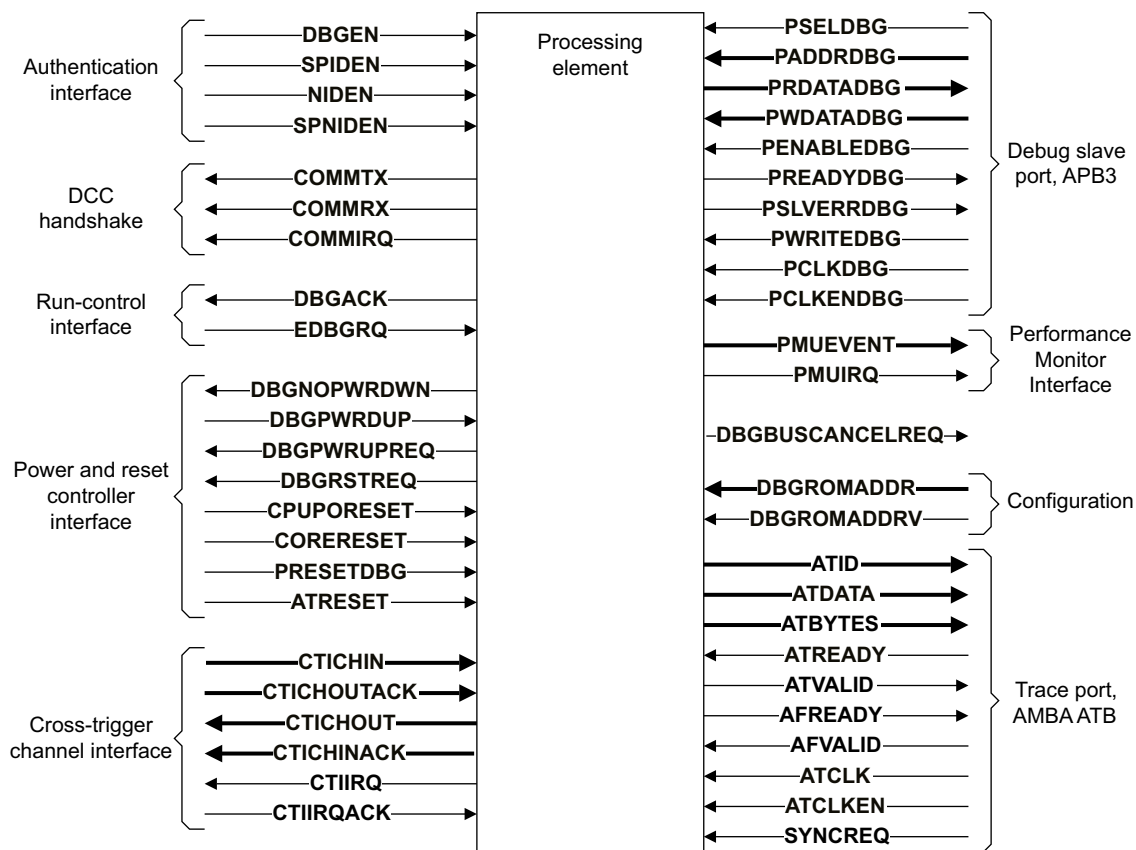 Authentication
interface
DBGEN
SPIDEN
NIDEN
SPNIDEN
DCC
handshake
COMMTX
COMMRX
COMMIRQ
Run-control
interface
DBGACK
EDBGRQ
Power and reset
controller
interface
DBGNOPWRDWN
DBGPWRDUP
DBGPWRUPREQ
DBGRSTREQ
CPUPORESET
CORERESET
PRESETDBG
ATRESET
Cross-trigger
channel interface
CTICHIN
CTICHOUTACK
CTICHOUT
CTICHINACK
CTIIRQ
CTIIRQACK
Processing
element
PSELDBG
PADDRDBG
PRDATADBG
PWDATADBG
PENABLEDBG
PREADYDBG
PSLVERRDBG
PWRITEDBG
PCLKDBG
PCLKENDBG
Debug slave
port, APB3
PMUEVENT
PMUIRQ
Performance
Monitor
Interface
DBGBUSCANCELREQ
DBGROMADDR
DBGROMADDRV
Configuration
ATID
ATDATA
ATBYTES
ATREADY
ATVALID
AFREADY
AFVALID
ATCLK
ATCLKEN
SYNCREQ
Trace port,
AMBA ATB